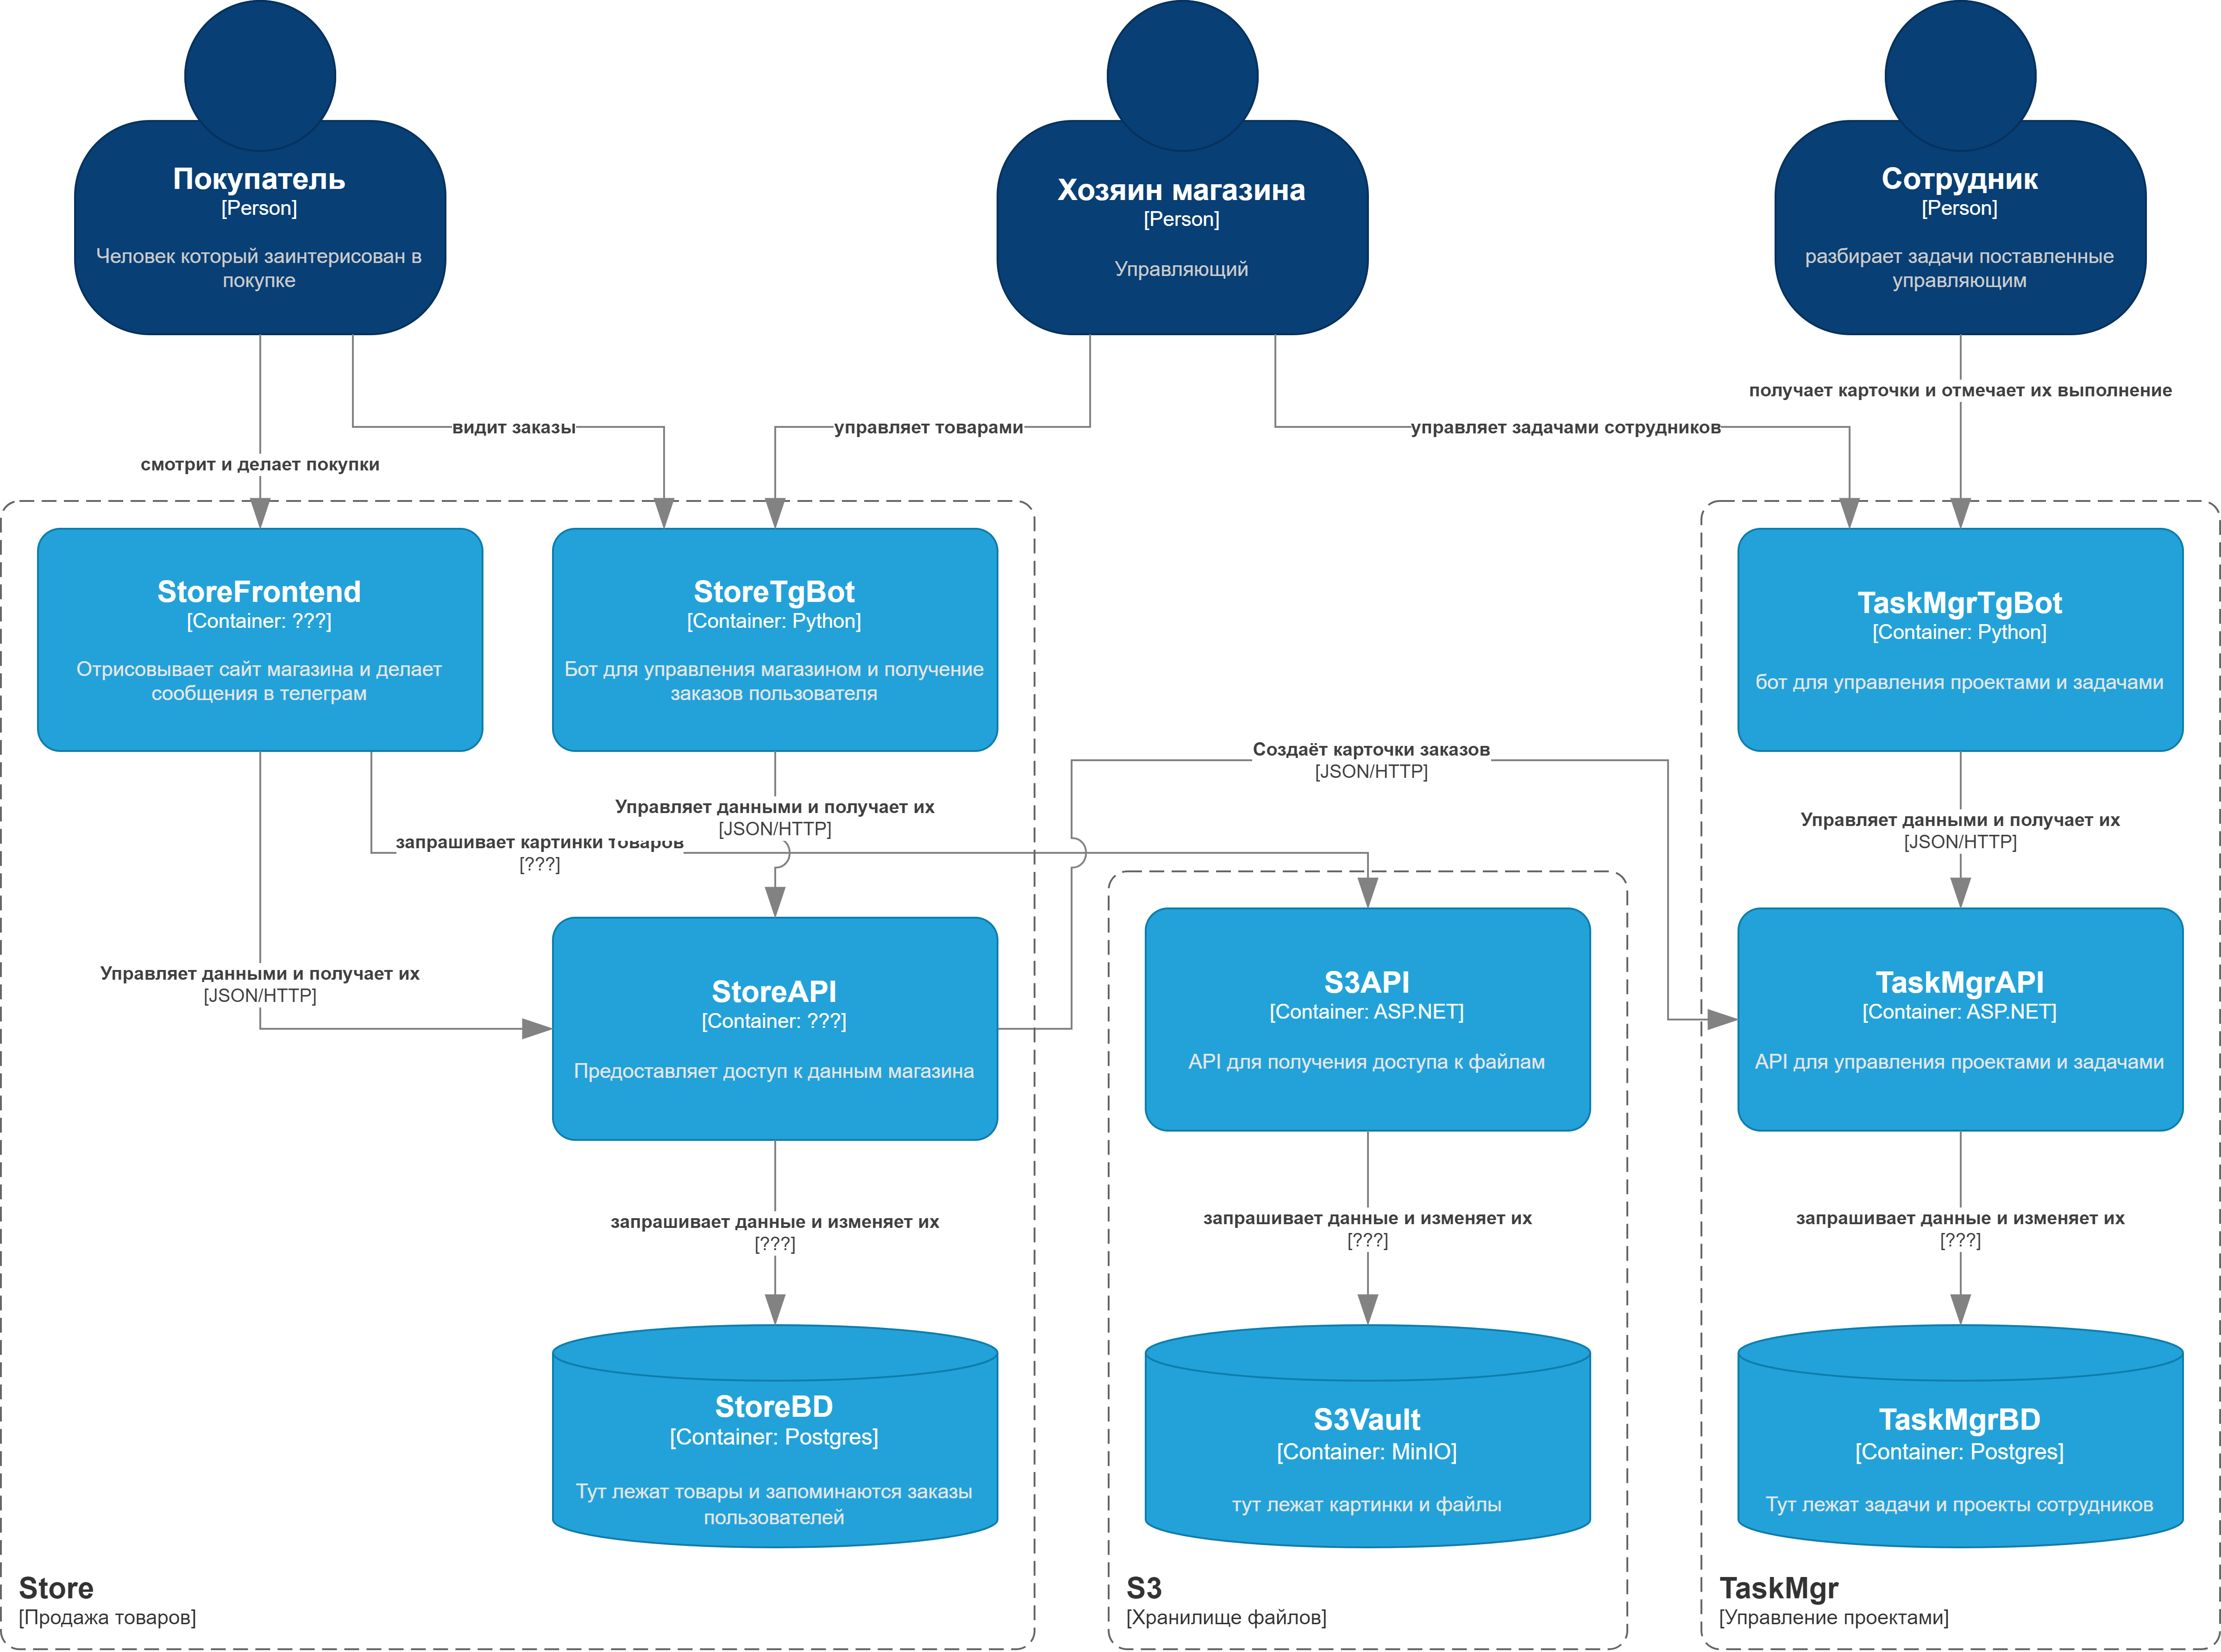 Покупатель
[Person]
Человек который заинтерисован в
покупке
Хозяин магазина
[Person]
Управляющий
Сотрудник
[Person]
разбирает задачи поставленные
управляющим
получает карточки и отмечает их выполнение
видит заказы
управляет товарами
управляет задачами сотрудников
смотрит и делает покупки
StoreFrontend
[Container: ???]
Отрисовывает сайт магазина и делает
сообщения в телеграм
StoreTgBot
[Container: Python]
Бот для управления магазином и получение
заказов пользователя
TaskMgrTgBot
[Container: Python]
бот для управления проектами и задачами
Создаёт карточки заказов
[JSON/HTTP]
Управляет данными и получает их
[JSON/HTTP]
Управляет данными и получает их
[JSON/HTTP]
запрашивает картинки товаров
[???]
Управляет данными и получает их
[JSON/HTTP]
StoreAPI
[Container: ???]
Предоставляет доступ к данным магазина
S3API
[Container: ASP.NET]
API для получения доступа к файлам
TaskMgrAPI
[Container: ASP.NET]
API для управления проектами и задачами
запрашивает данные и изменяет их
[???]
запрашивает данные и изменяет их
[???]
запрашивает данные и изменяет их
[???]
StoreBD
[Container: Postgres]
Тут лежат товары и запоминаются заказы
пользователей
S3Vault
[Container: MinIO]
тут лежат картинки и файлы
TaskMgrBD
[Container: Postgres]
Тут лежат задачи и проекты сотрудников
Store
[Продажа товаров]
S3
[Хранилище файлов]
TaskMgr
[Управление проектами]